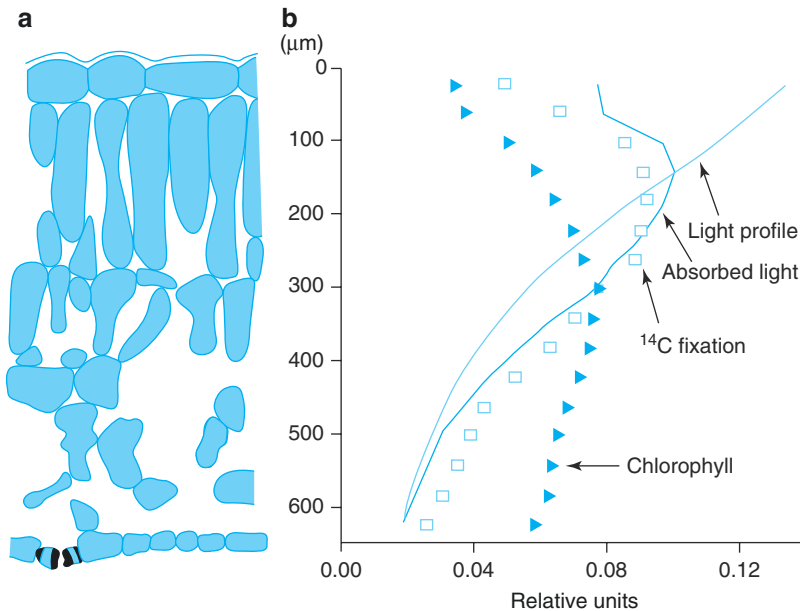 a
b
(μm)
0
100
200
300
400
500
600
Light profile
Absorbed light
¹⁴C fixation
Chlorophyll
0.00 0.04 0.08 0.12
Relative units